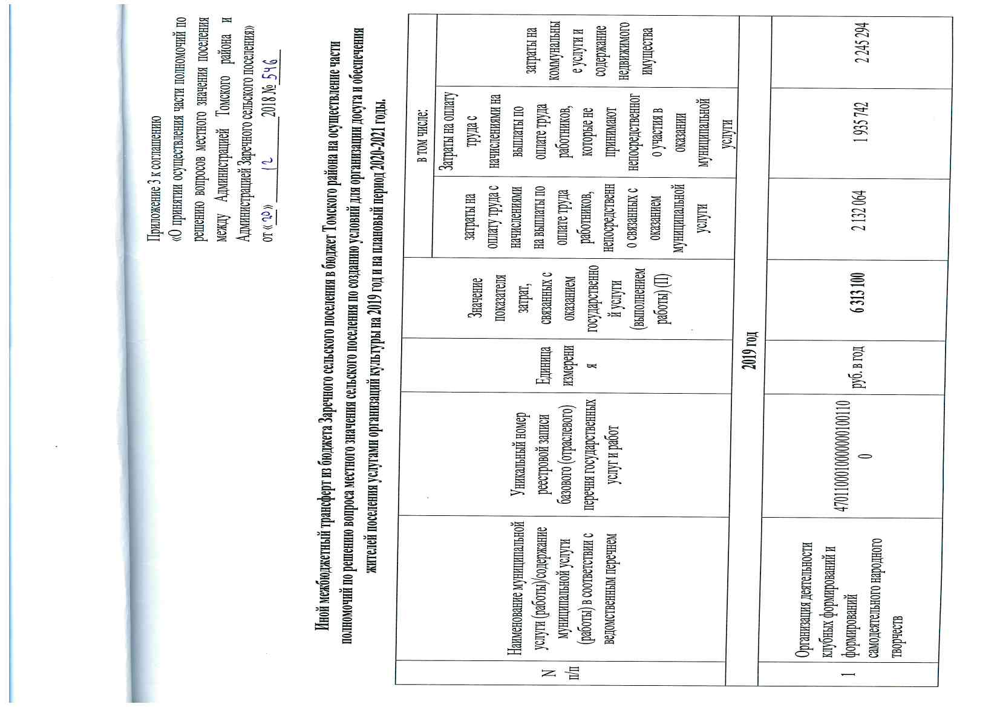 Приложение 3 к соглашению
«О принятии осуществления части полномочий по
решению вопросов местного значения поселения
между Администрацией Томского района и
Администрацией Заречного сельского поселения»
от «20» 12 2018 № 546
Иной межбюджетный трансферт из бюджета Заречного сельского поселения в бюджет Томского района на осуществление части
полномочий по решению вопроса местного значения сельского поселения по созданию условий для организации досуга и обеспечения
жителей поселения услугами организаций культуры на 2019 год и на плановый период 2020-2021 годы.
N
п/п
Наименование муниципальной
услуги (работы)/содержание
муниципальной услуги
(работы) в соответствии с
ведомственным перечнем
Уникальный номер
реестровой записи
базового (отраслевого)
перечня государственных
услуг и работ
Единица
измерени
я
Значение
показателя
затрат,
связанных с
оказанием
государственно
й услуги
(выполнением
работы) (П)
в том числе:
затраты на
оплату труда с
начислениями
на выплаты по
оплате труда
работников,
непосредственн
о связанных с
оказанием
муниципальной
услуги
Затраты на оплату
труда с
начислениями на
выплаты по
оплате труда
работников,
которые не
принимают
непосредственног
о участия в
оказании
муниципальной
услуги
затраты на
коммунальны
е услуги и
содержание
недвижимого
имущества
2019 год
1
Организация деятельности
клубных формирований и
формирований
самодеятельного народного
творчеств
руб. в год
6 313 100
2 132 064
1 935 742
2 245 294